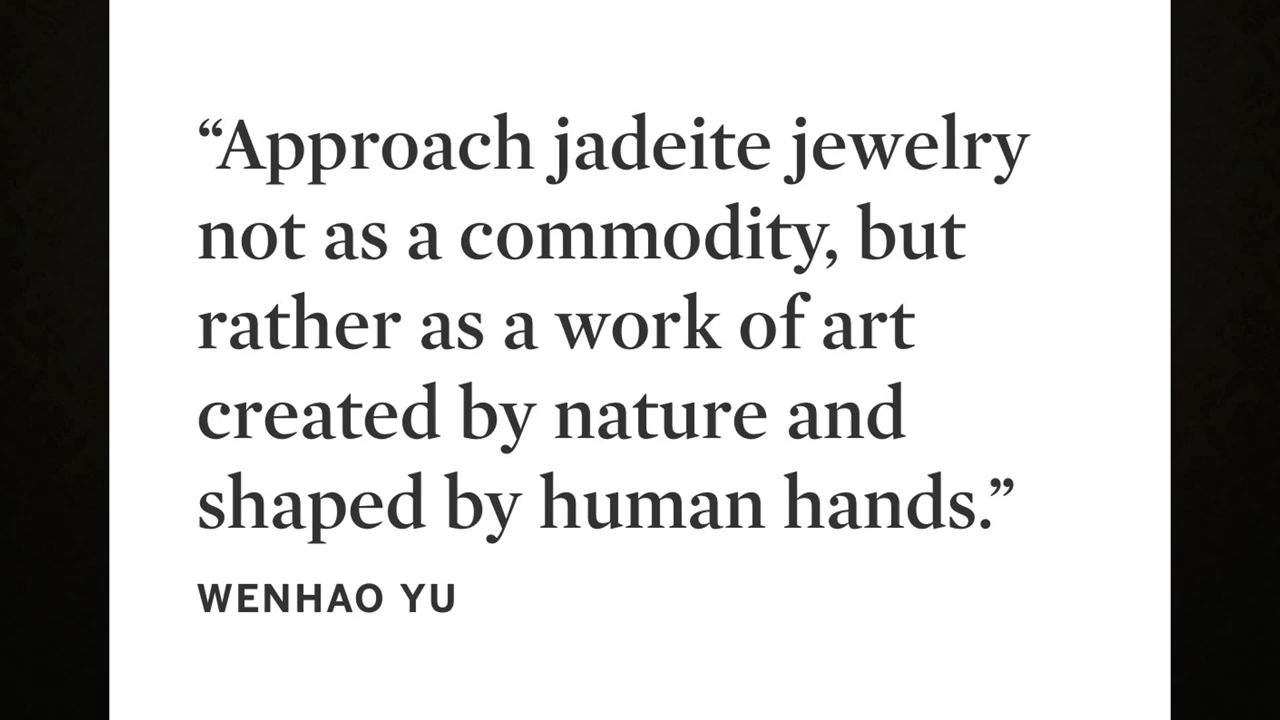 “Approach jadeite jewelry
not as a commodity, but
rather as a work of art
created by nature and
shaped by human hands.”
WENHAO YU